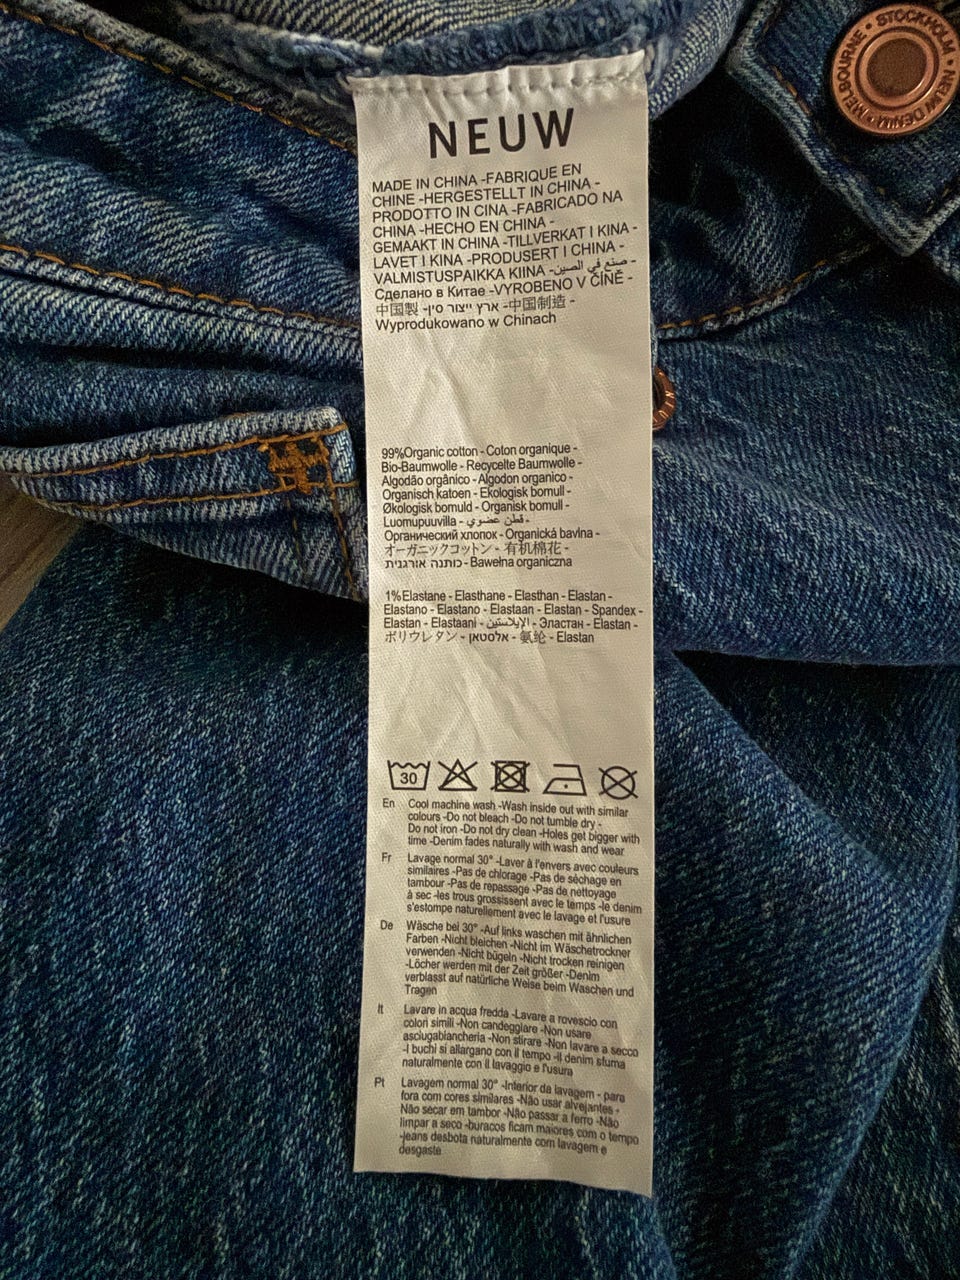 MELBOURNE • STOCKHOLM • NEUW DENIM •
NEUW
MADE IN CHINA -FABRIQUE EN
CHINE -HERGESTELLT IN CHINA -
PRODOTTO IN CINA -FABRICADO NA
CHINA -HECHO EN CHINA -
GEMAAKT IN CHINA -TILLVERKAT I KINA -
LAVET I KINA -PRODUSERT I CHINA -
VALMISTUSPAIKKA KIINA -صنع في الصين -
Сделано в Китае -VYROBENO V ČÍNĚ -
中国製 -ארץ ייצור סין -中国制造 -
Wyprodukowano w Chinach
99%Organic cotton - Coton organique -
Bio-Baumwolle - Recycelte Baumwolle -
Algodão orgânico - Algodon organico -
Organisch katoen - Ekologisk bomull -
Økologisk bomuld - Organisk bomull -
Luomupuuvilla - قطن عضوي -
Органический хлопок - Organická bavlna -
オーガニックコットン - 有机棉花 -
כותנה אורגנית - Bawełna organiczna
1%Elastane - Elasthane - Elasthan - Elastan -
Elastano - Elastano - Elastaan - Elastan - Spandex -
Elastan - Elastaani - الإيلاستين - Эластан - Elastan -
ポリウレタン - אלסטאן - 氨纶 - Elastan
30
En Cool machine wash -Wash inside out with similar
colours -Do not bleach -Do not tumble dry -
Do not iron -Do not dry clean -Holes get bigger with
time -Denim fades naturally with wash and wear
Fr Lavage normal 30° -Laver à l'envers avec couleurs
similaires -Pas de chlorage -Pas de séchage en
tambour -Pas de repassage -Pas de nettoyage
à sec -les trous grossissent avec le temps -le denim
s'estompe naturellement avec le lavage et l'usure
De Wäsche bei 30° -Auf links waschen mit ähnlichen
Farben -Nicht bleichen -Nicht im Wäschetrockner
verwenden -Nicht bügeln -Nicht trocken reinigen
-Löcher werden mit der Zeit größer -Denim
verblasst auf natürliche Weise beim Waschen und
Tragen
It Lavare in acqua fredda -Lavare a rovescio con
colori simili -Non candeggiare -Non usare
asciugabiancheria -Non stirare -Non lavare a secco
-I buchi si allargano con il tempo -Il denim sfuma
naturalmente con il lavaggio e l'usura
Pt Lavagem normal 30° -Interior da lavagem - para
fora com cores similares -Não usar alvejantes -
Não secar em tambor -Não passar a ferro -Não
limpar a seco -buracos ficam maiores com o tempo
-jeans desbota naturalmente com lavagem e
desgaste